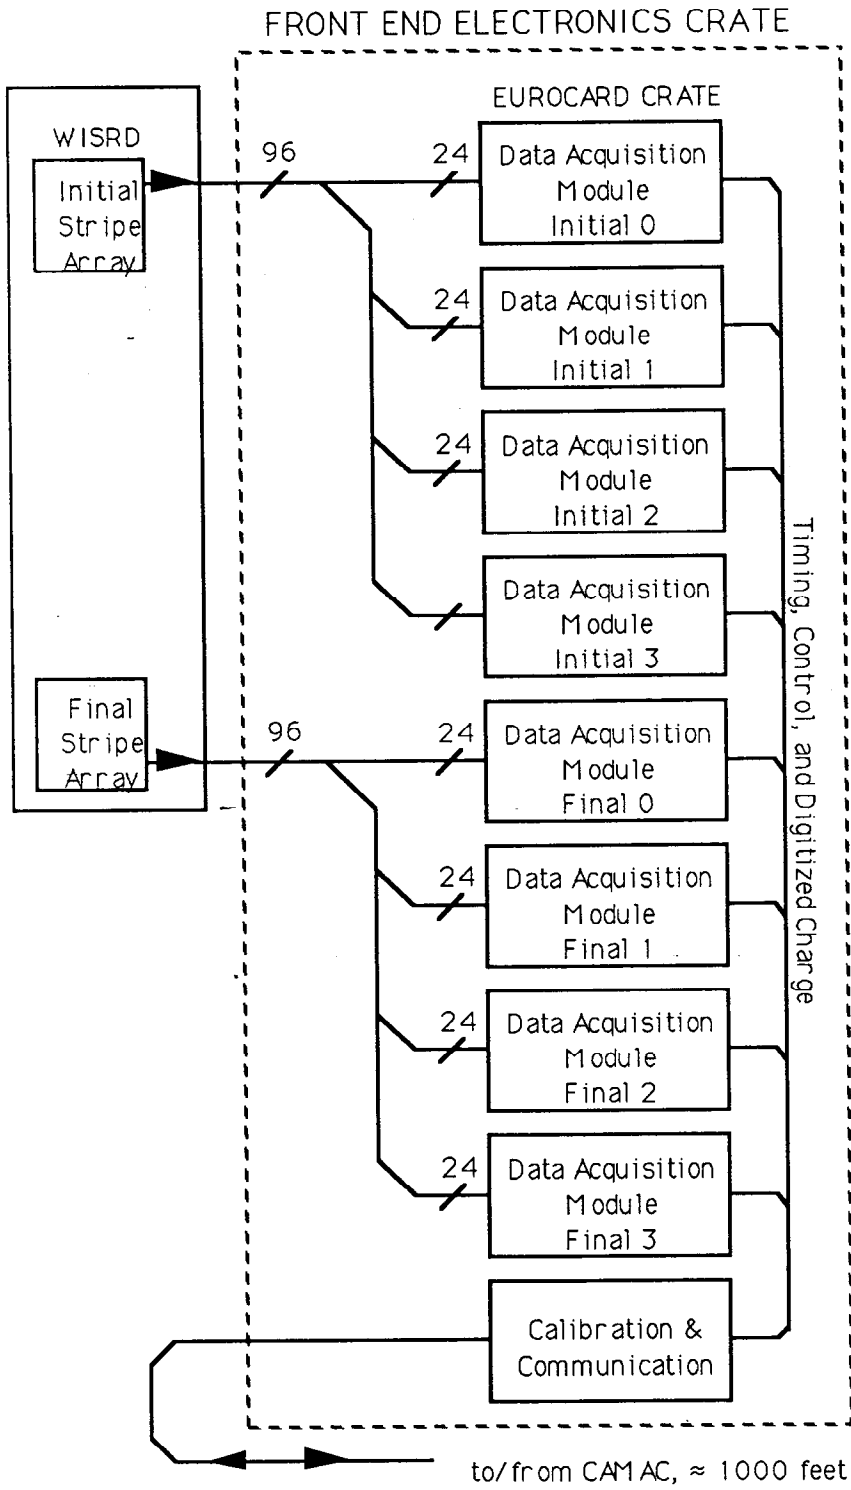 FRONT END ELECTRONICS CRATE
EUROCARD CRATE
WISRD
Initial
Stripe
Array
96
24
Data Acquisition
Module
Initial 0
24
Data Acquisition
Module
Initial 1
24
Data Acquisition
Module
Initial 2
Data Acquisition
Module
Initial 3
Timing, Control, and Digitized Charge
Final
Stripe
Array
96
24
Data Acquisition
Module
Final 0
24
Data Acquisition
Module
Final 1
24
Data Acquisition
Module
Final 2
24
Data Acquisition
Module
Final 3
Calibration &
Communication
to/from CAMAC, ≈ 1000 feet